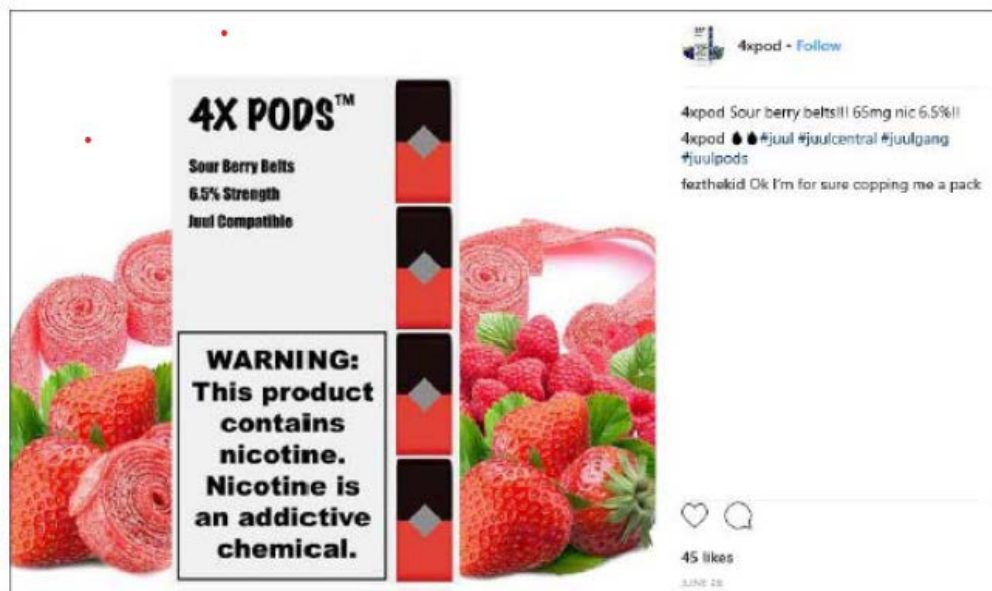 4X PODS™
Sour Berry Belts
6.5% Strength
Juul Compatible
WARNING:
This product
contains
nicotine.
Nicotine is
an addictive
chemical.
4xpod • Follow
4xpod Sour berry belts!!! 65mg nic 6.5%!!
4xpod #juul #juulcentral #juulgang
#juulpods
fezthekid Ok I'm for sure copping me a pack
45 likes
JUNE 28